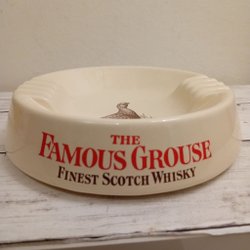 THE
FAMOUS GROUSE
FINEST SCOTCH WHISKY